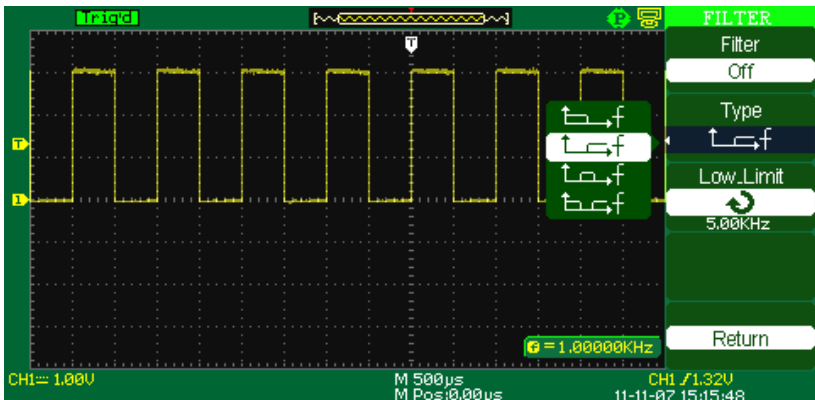 Trig'd
T
P
FILTER
Filter
Off
Type
f
Low_Limit
5.00KHz
Return
f
f
f
f
T
1
f =1.00000KHz
CH1 1.00V
M 500µs
CH1 /1.32V
M Pos:0.00µs
11-11-07 15:15:48